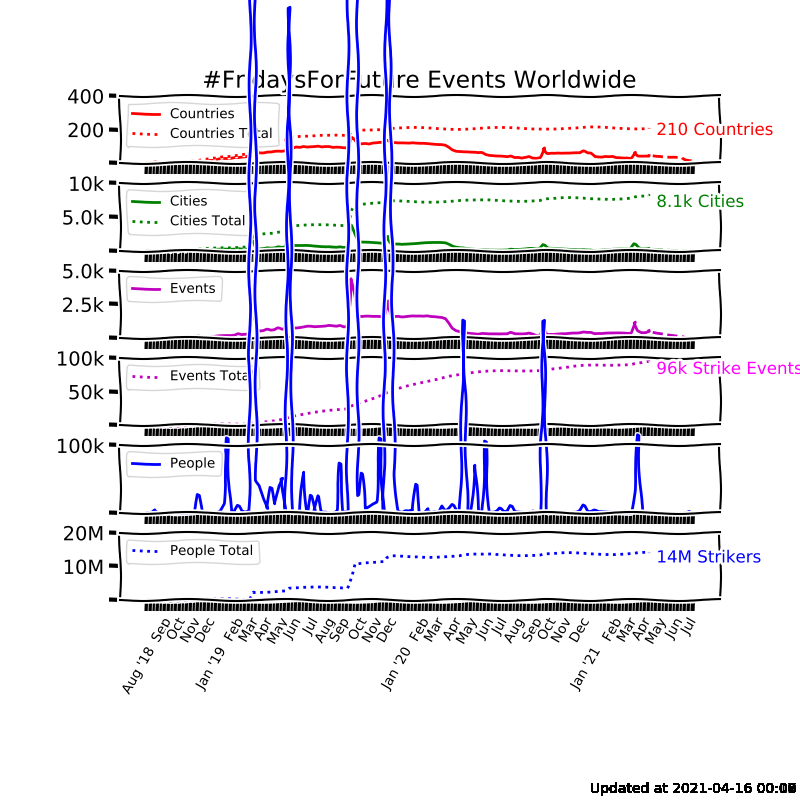 #FridaysForFuture Events Worldwide
400
200
Countries
Countries Total
210 Countries
10k
5.0k
Cities
Cities Total
8.1k Cities
5.0k
2.5k
Events
100k
50k
Events Total
96k Strike Events
100k
People
20M
10M
People Total
14M Strikers
Aug '18
Sep
Oct
Nov
Dec
Jan '19
Feb
Mar
Apr
May
Jun
Jul
Aug
Sep
Oct
Nov
Dec
Jan '20
Feb
Mar
Apr
May
Jun
Jul
Aug
Sep
Oct
Nov
Dec
Jan '21
Feb
Mar
Apr
May
Jun
Jul
Updated at 2021-04-16